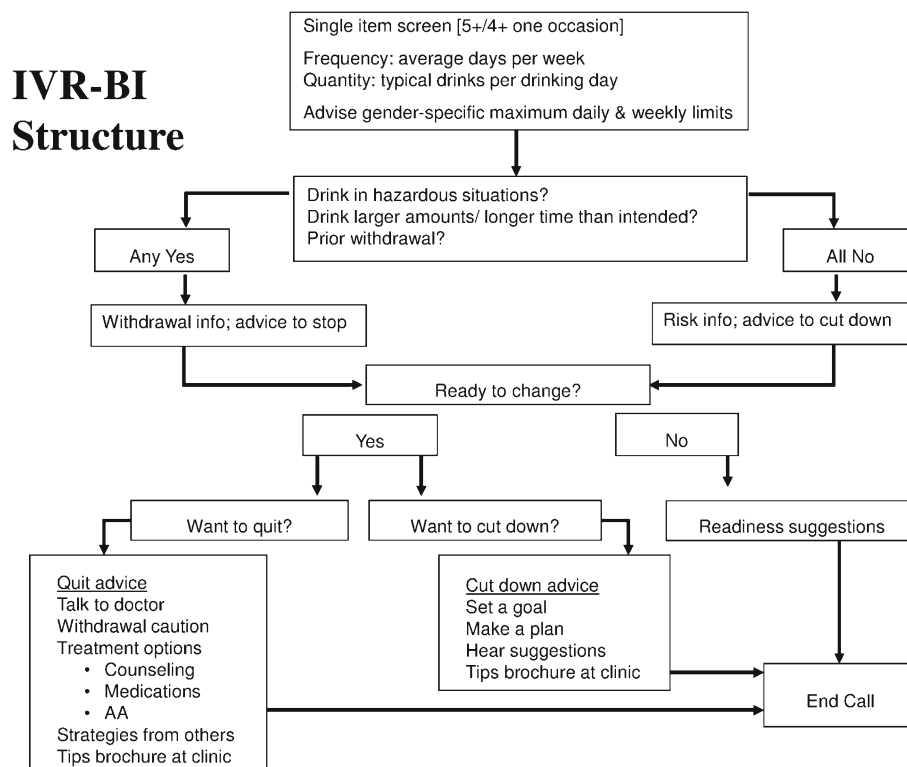 IVR-BI
Structure
Single item screen [5+/4+ one occasion]
Frequency: average days per week
Quantity: typical drinks per drinking day
Advise gender-specific maximum daily & weekly limits
Drink in hazardous situations?
Drink larger amounts/ longer time than intended?
Prior withdrawal?
Any Yes
All No
Withdrawal info; advice to stop
Risk info; advice to cut down
Ready to change?
Yes
No
Want to quit?
Want to cut down?
Readiness suggestions
Quit advice
Talk to doctor
Withdrawal caution
Treatment options
• Counseling
• Medications
• AA
Strategies from others
Tips brochure at clinic
Cut down advice
Set a goal
Make a plan
Hear suggestions
Tips brochure at clinic
End Call